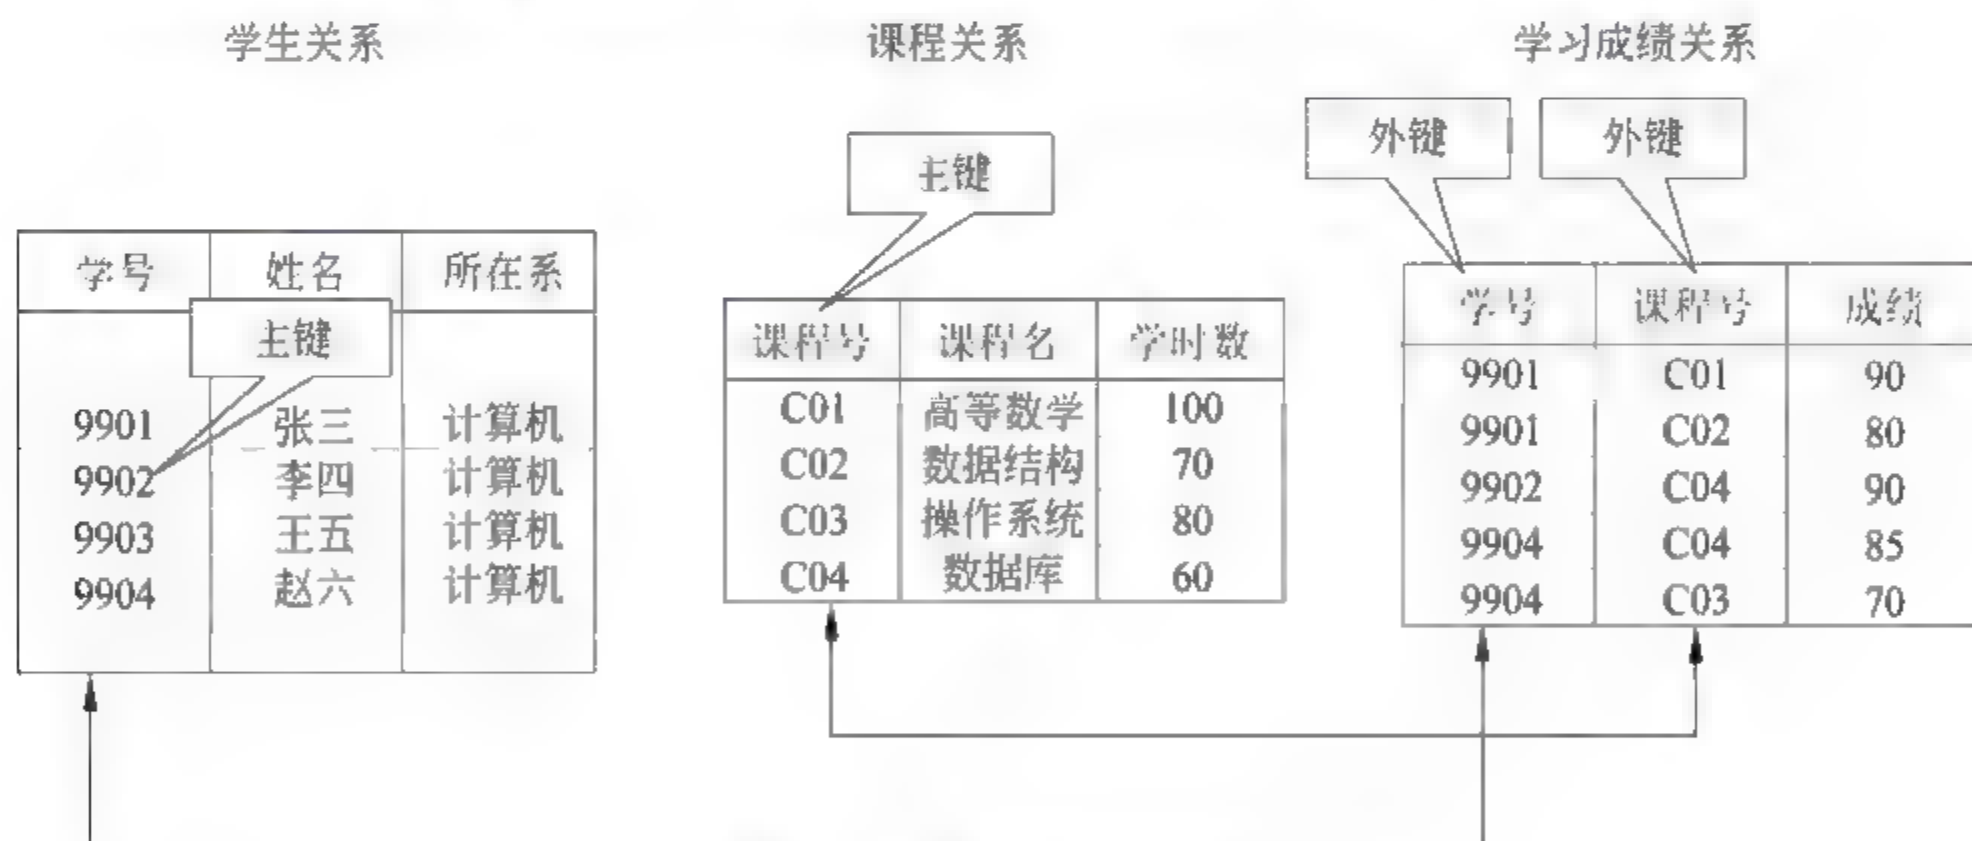 学生关系
课程关系
学习成绩关系
主键
外键
外键
学号 姓名 所在系
主键
9901 张三 计算机
9902 李四 计算机
9903 王五 计算机
9904 赵六 计算机
课程号 课程名 学时数
C01 高等数学 100
C02 数据结构 70
C03 操作系统 80
C04 数据库 60
学号 课程号 成绩
9901 C01 90
9901 C02 80
9902 C04 90
9904 C04 85
9904 C03 70